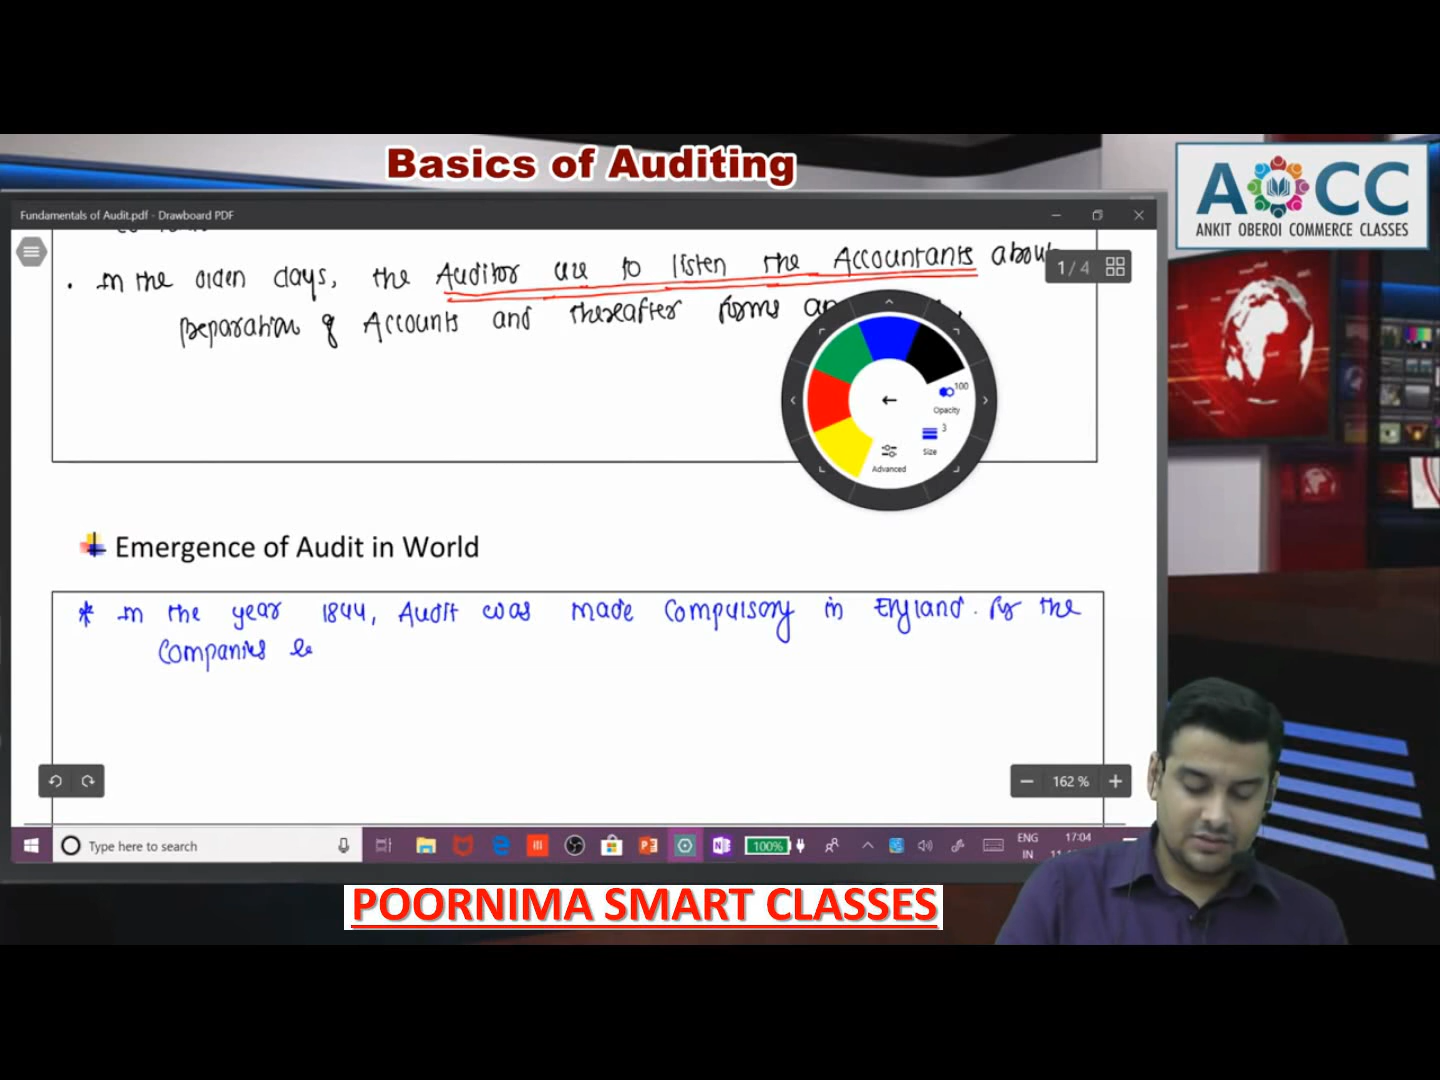 Basics of Auditing
AOCC
ANKIT OBEROI COMMERCE CLASSES
Fundamentals of Audit.pdf - Drawboard PDF
In the olden days, the Auditor use to listen the Accountants about
1 / 4
preparation of Accounts and thereafter forms
100
Opacity
3
Size
Advanced
Emergence of Audit in World
* In the year 1844, Audit was made Compulsory in England. for the
Companies
162 %
Type here to search
100%
ENG
IN
17:04
POORNIMA SMART CLASSES